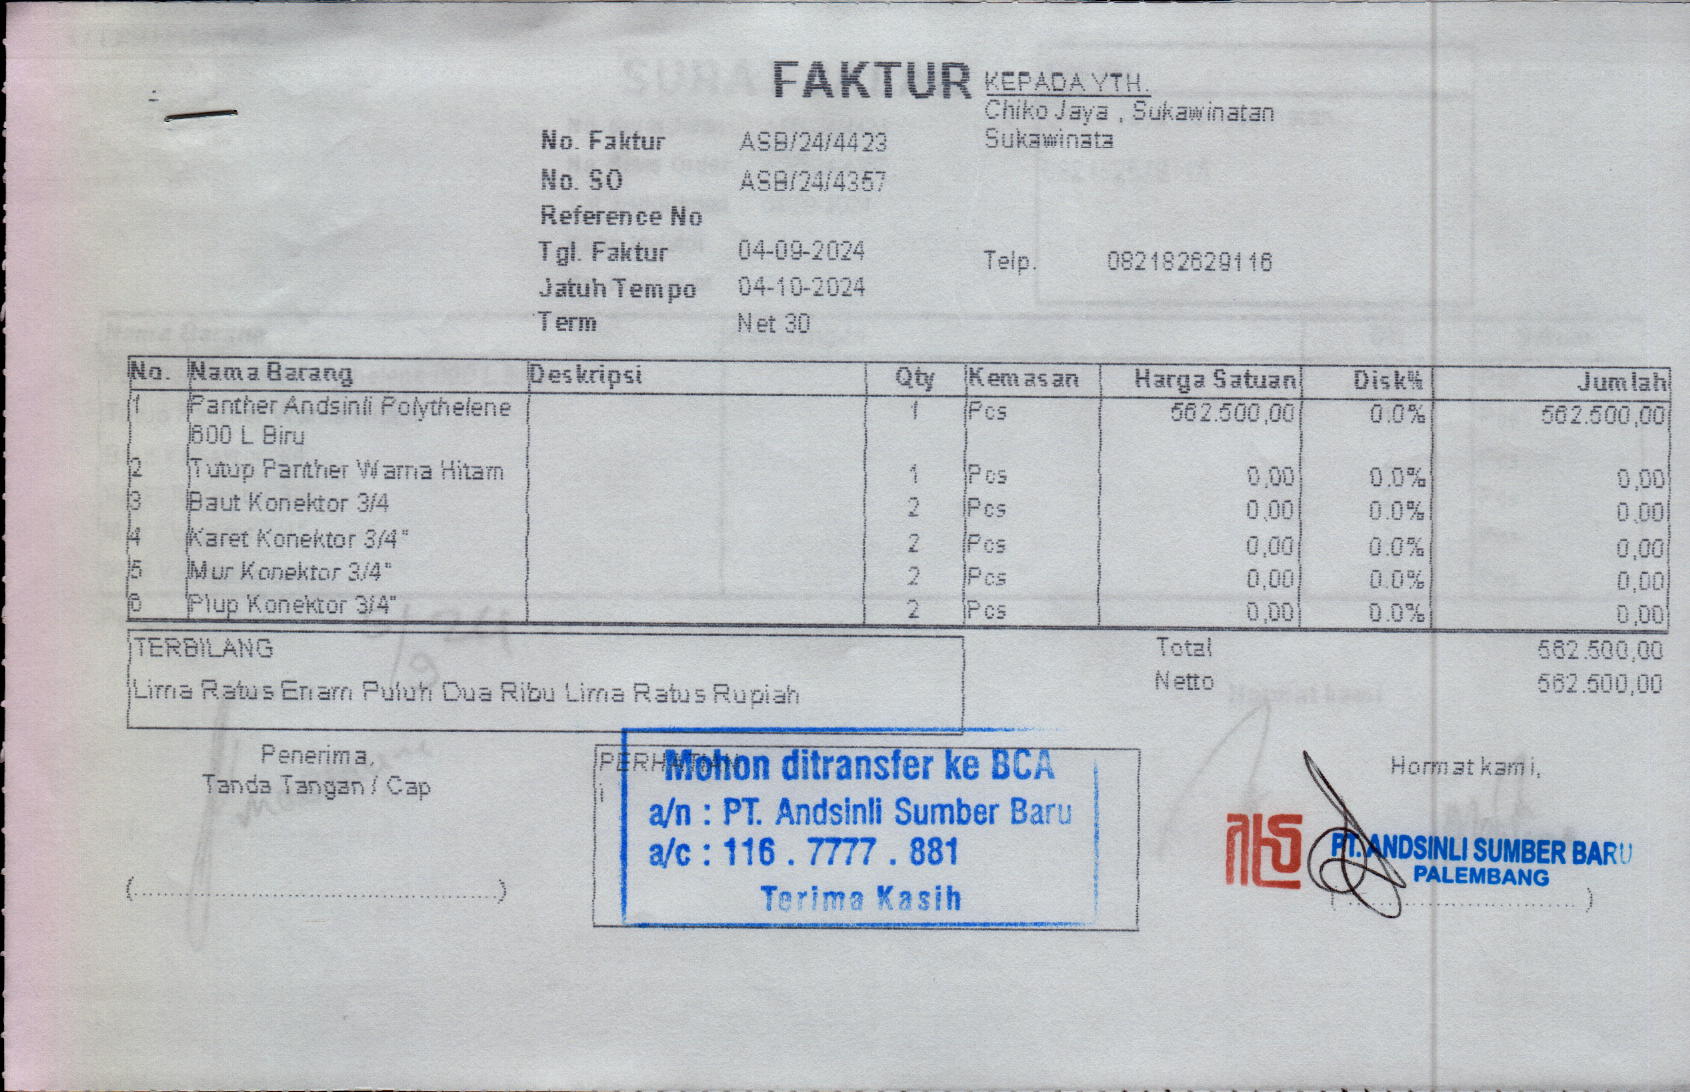 FAKTUR
KEPADA YTH.
Chiko Jaya , Sukawinatan
Sukawinata
No. Faktur ASB/24/4423
No. SO ASB/24/4357
Reference No
Tgl. Faktur 04-09-2024
Telp. 082182629116
Jatuh Tempo 04-10-2024
Term Net 30
No. Nama Barang Deskripsi Qty Kemasan Harga Satuan Disk% Jumlah
1 Panther Andsinli Polythelene 1 Pcs 562.500,00 0.0% 562.500,00
600 L Biru
2 Tutup Panther Warna Hitam 1 Pcs 0,00 0.0% 0,00
3 Baut Konektor 3/4 2 Pcs 0,00 0.0% 0,00
4 Karet Konektor 3/4" 2 Pcs 0,00 0.0% 0,00
5 Mur Konektor 3/4" 2 Pcs 0,00 0.0% 0,00
6 Plup Konektor 3/4" 2 Pcs 0,00 0.0% 0,00
TERBILANG
Lima Ratus Enam Puluh Dua Ribu Lima Ratus Rupiah
Total 562.500,00
Netto 562.500,00
Penerima,
Tanda Tangan / Cap
PERHATIAN
Mohon ditransfer ke BCA
a/n : PT. Andsinli Sumber Baru
a/c : 116 . 7777 . 881
Terima Kasih
Hormat kami,
PT. ANDSINLI SUMBER BARU
PALEMBANG